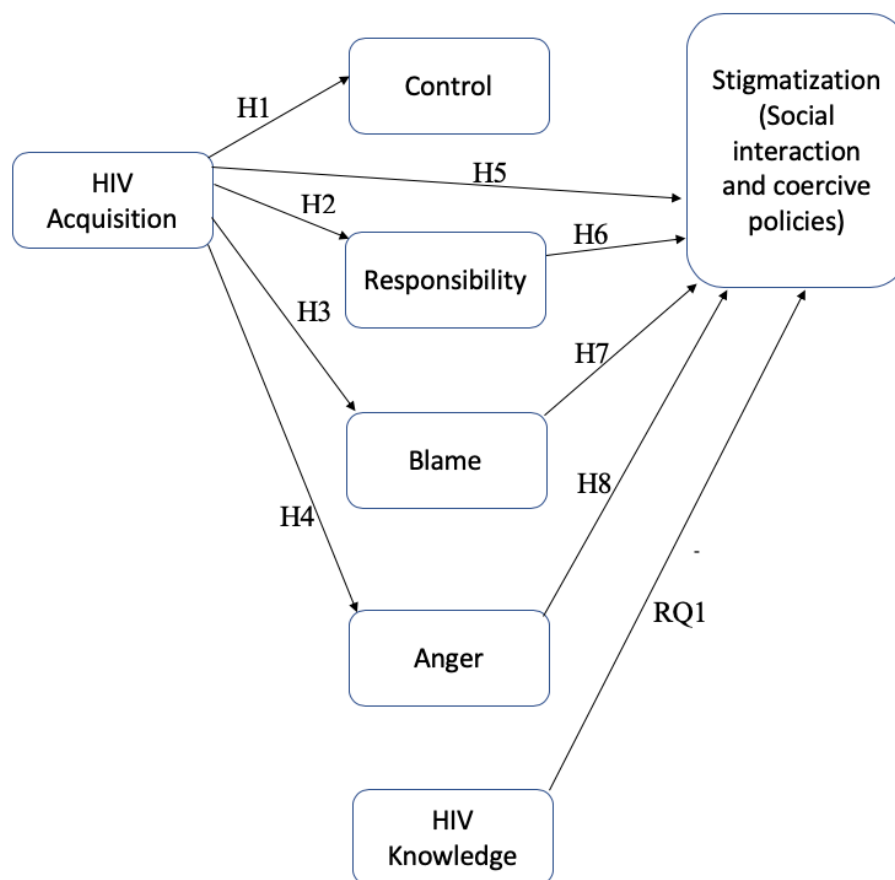 Control
Stigmatization
(Social
interaction
and coercive
policies)
H1
HIV
Acquisition
H5
H2
H6
Responsibility
H3
H7
Blame
H8
H4
RQ1
Anger
HIV
Knowledge